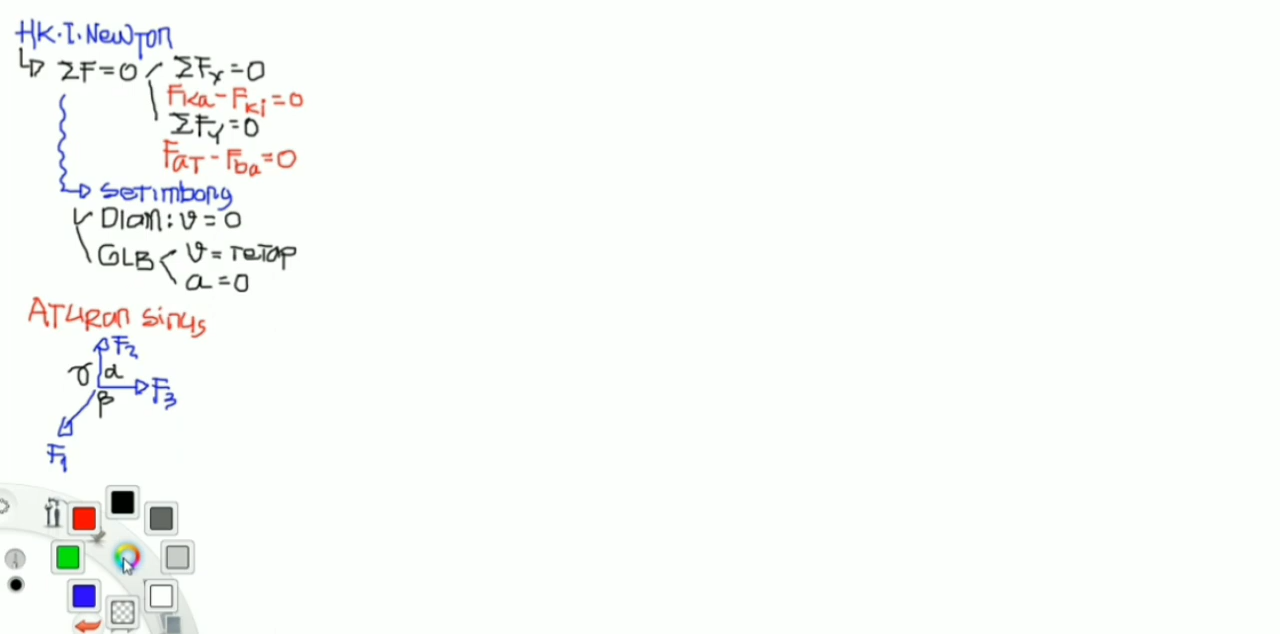 HK.I.NewTon
ΣF=0
ΣFx=0
Fka-Fki=0
ΣFy=0
FaT-Fba=0
setimbang
Diam: v=0
GLB
v=TeTap
a=0
ATURan sinus
F2
γ α
F3
β
F1